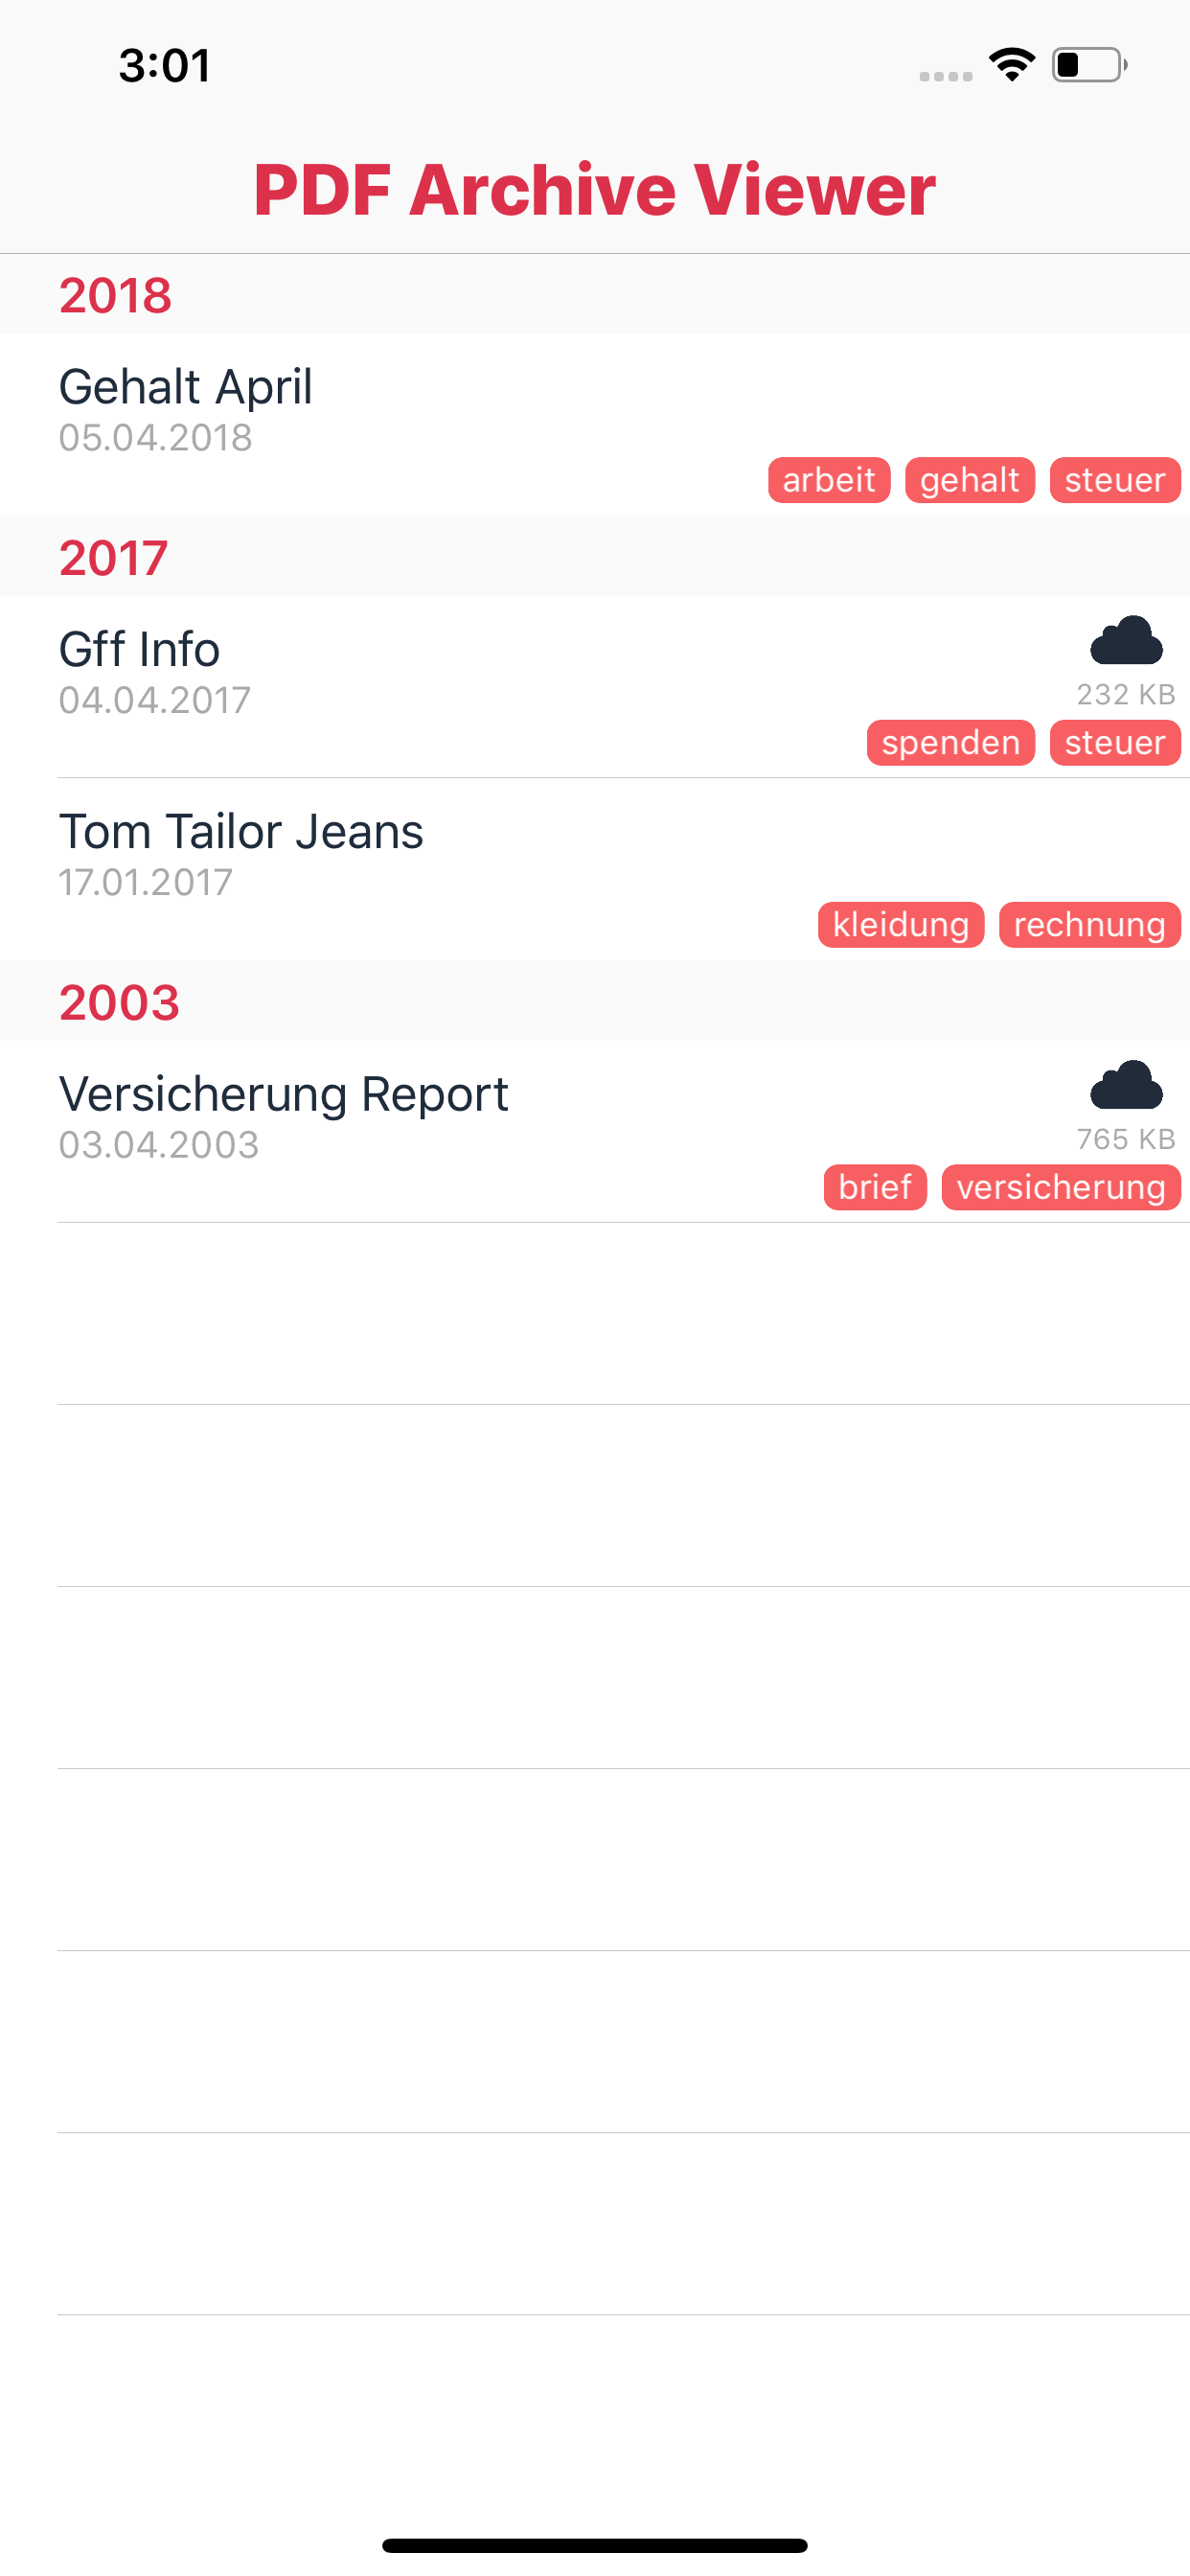 3:01
PDF Archive Viewer
2018
Gehalt April
05.04.2018
arbeit gehalt steuer
2017
Gff Info
04.04.2017
232 KB
spenden steuer
Tom Tailor Jeans
17.01.2017
kleidung rechnung
2003
Versicherung Report
03.04.2003
765 KB
brief versicherung